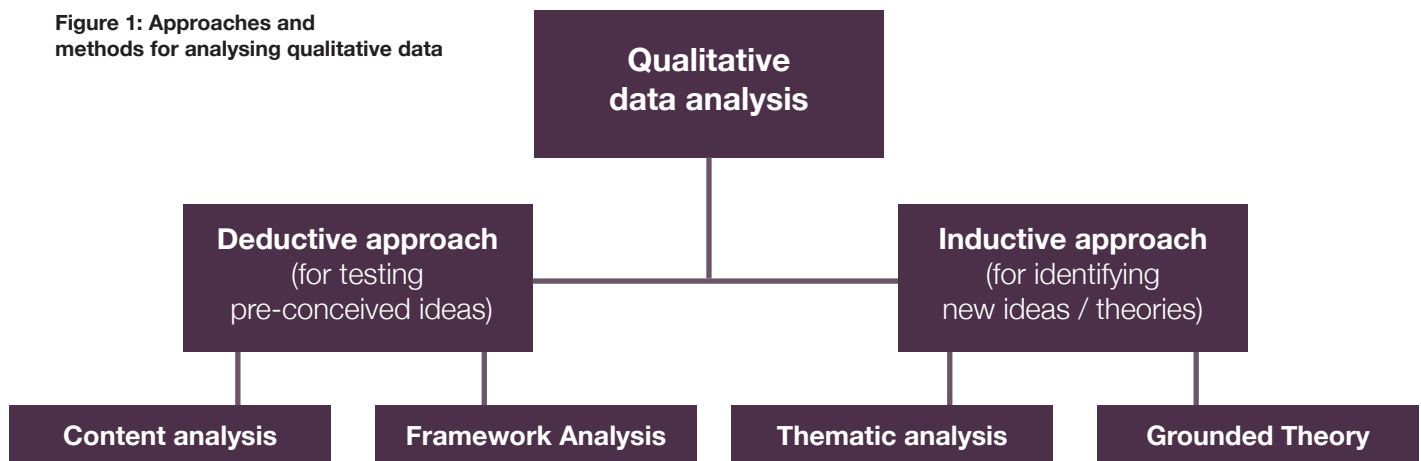 Figure 1: Approaches and
methods for analysing qualitative data
Qualitative
data analysis
Deductive approach
(for testing
pre-conceived ideas)
Inductive approach
(for identifying
new ideas / theories)
Content analysis
Framework Analysis
Thematic analysis
Grounded Theory